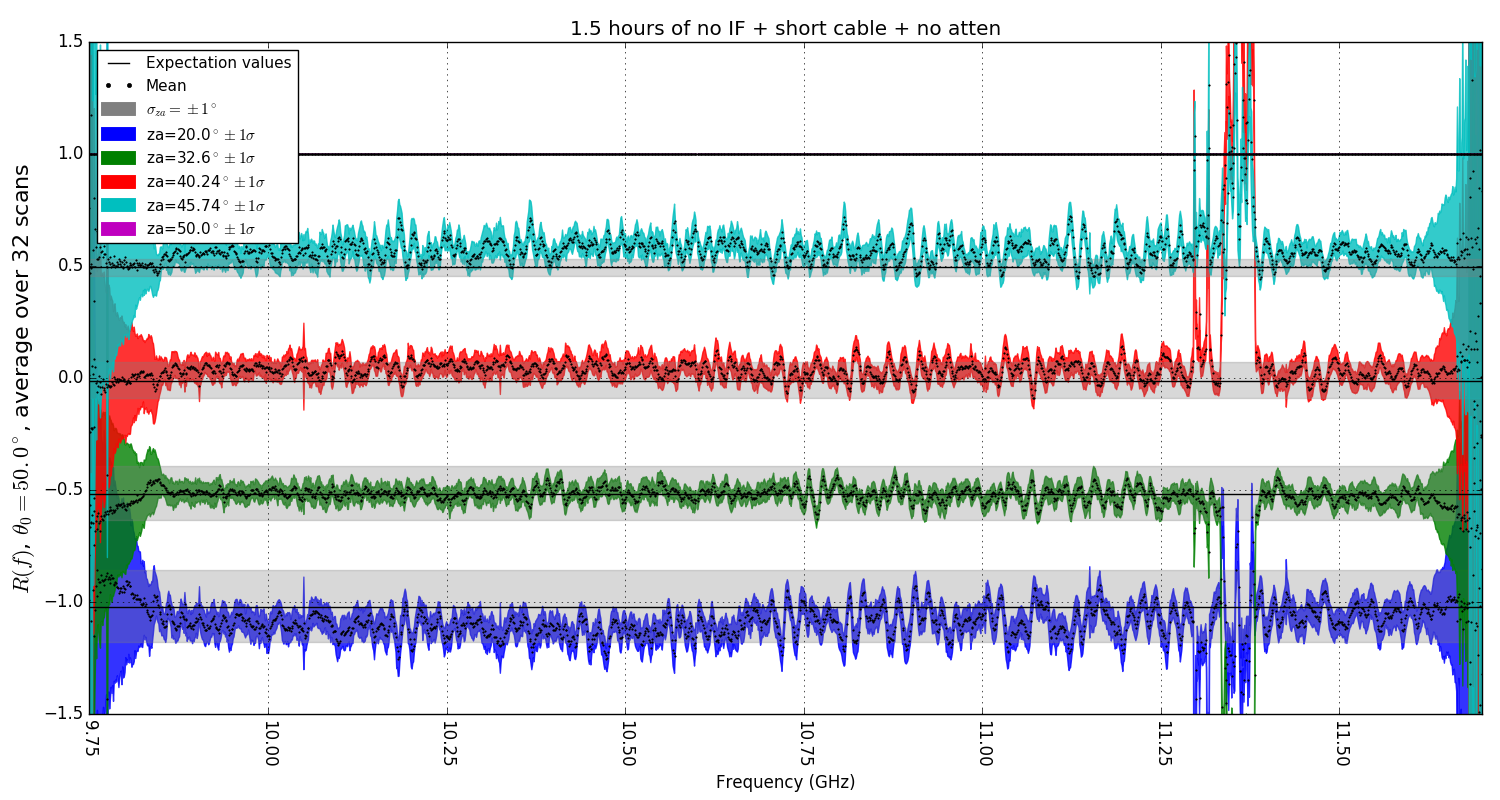 1.5 hours of no IF + short cable + no atten
R(f), θ₀ = 50.0°, average over 32 scans
1.5
1.0
0.5
0.0
−0.5
−1.0
−1.5
Expectation values
Mean
σ_za = ±1°
za=20.0° ± 1σ
za=32.6° ± 1σ
za=40.24° ± 1σ
za=45.74° ± 1σ
za=50.0° ± 1σ
9.75
10.00
10.25
10.50
10.75
11.00
11.25
11.50
Frequency (GHz)